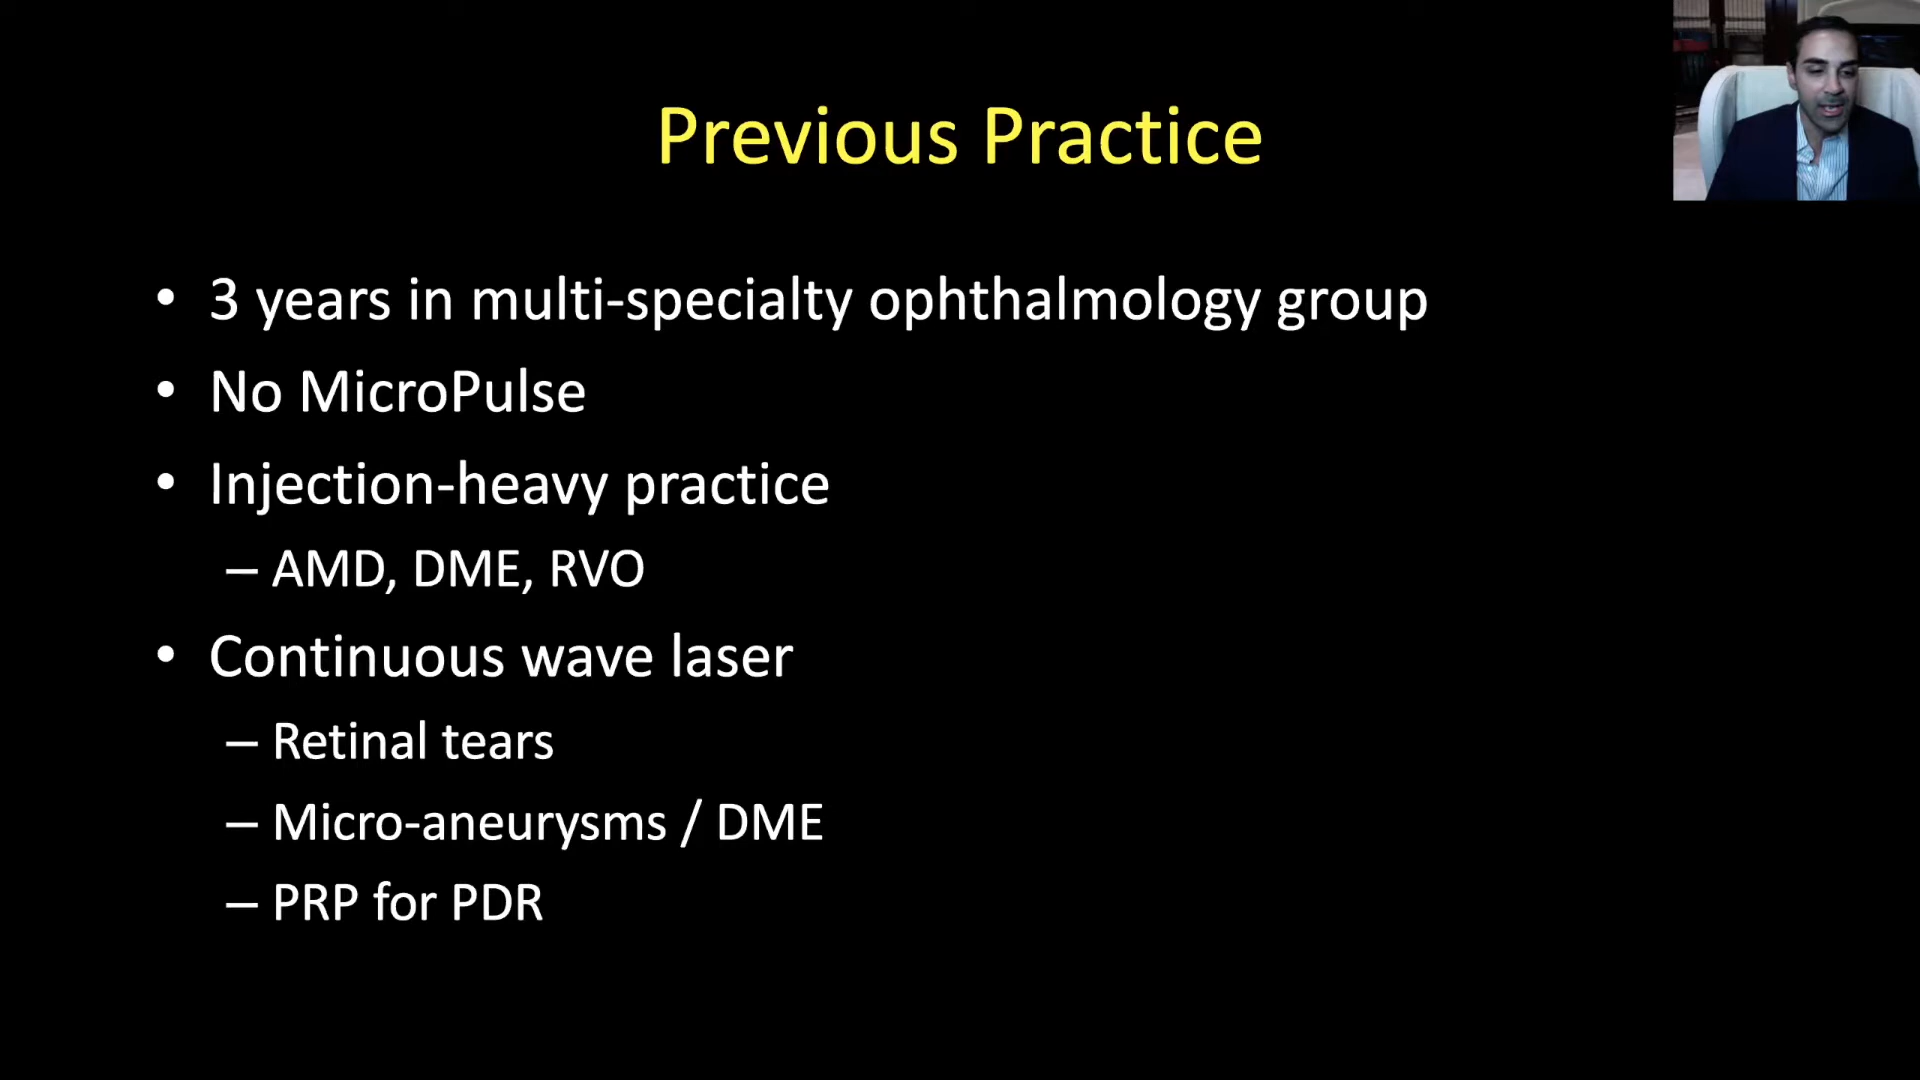 Previous Practice
• 3 years in multi-specialty ophthalmology group
• No MicroPulse
• Injection-heavy practice
– AMD, DME, RVO
• Continuous wave laser
– Retinal tears
– Micro-aneurysms / DME
– PRP for PDR